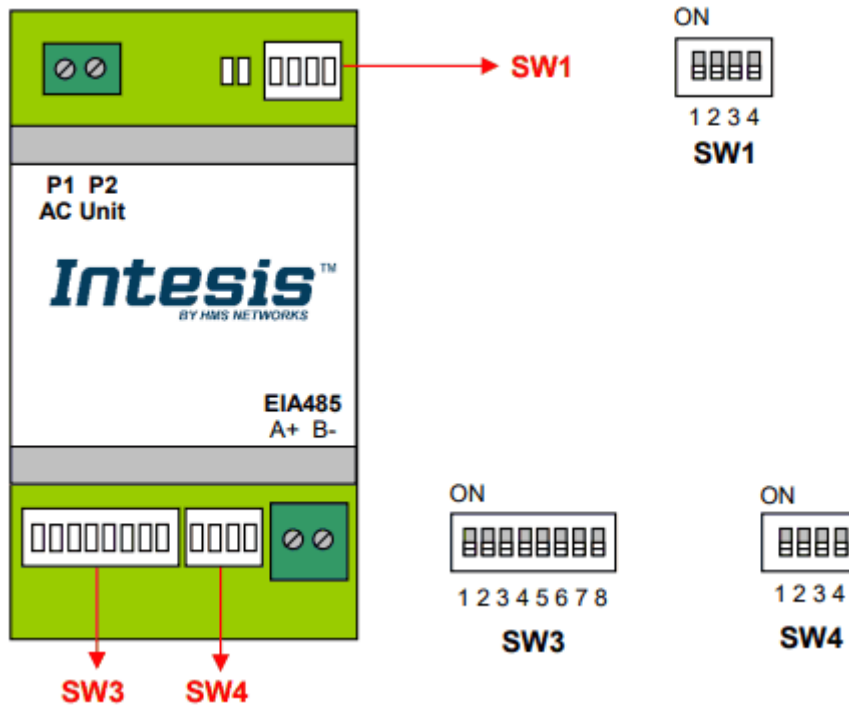 ON
SW1
1 2 3 4
SW1
P1 P2
AC Unit
Intesis™
BY HMS NETWORKS
EIA485
A+ B-
ON
ON
1 2 3 4 5 6 7 8
1 2 3 4
SW3
SW4
SW3 SW4